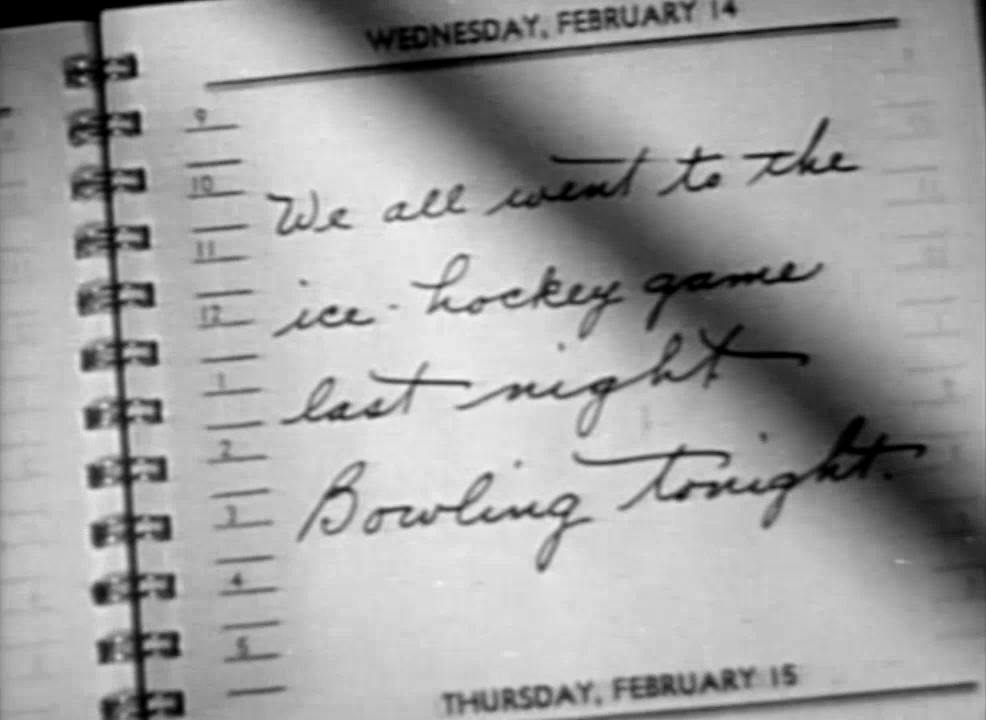 WEDNESDAY, FEBRUARY 14
9
10
We all went to the
11
ice-hockey game
12
1
last night
2
Bowling tonight.
3
4
5
THURSDAY, FEBRUARY 15